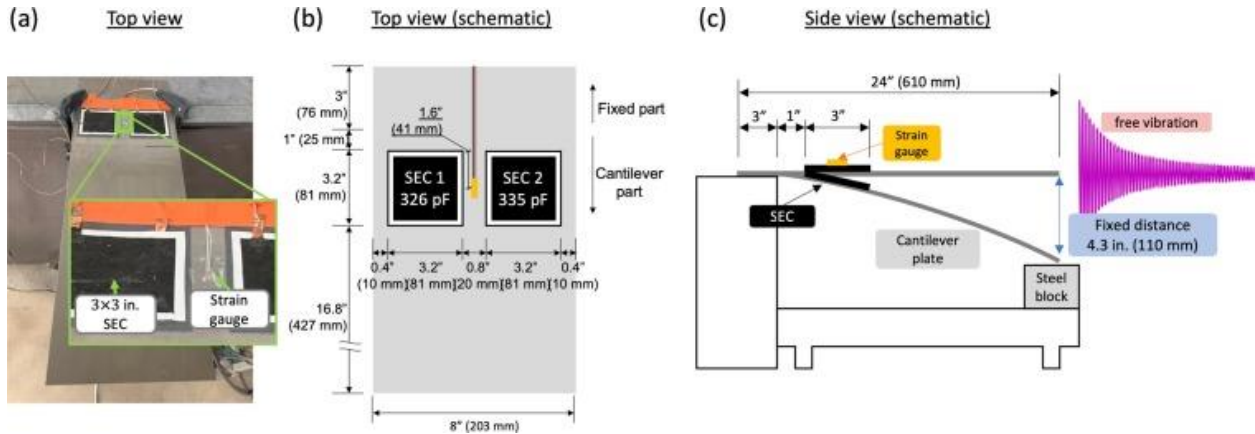 (a)
Top view
3×3 in.
SEC
Strain
gauge
(b)
Top view (schematic)
3"
(76 mm)
1" (25 mm)
3.2"
(81 mm)
16.8"
(427 mm)
1.6"
(41 mm)
SEC 1
326 pF
SEC 2
335 pF
Fixed part
Cantilever
part
0.4"
(10 mm)
3.2"
(81 mm)
0.8"
(20 mm)
3.2"
(81 mm)
0.4"
(10 mm)
8" (203 mm)
(c)
Side view (schematic)
24" (610 mm)
3"
1"
3"
Strain
gauge
free vibration
SEC
Fixed distance
4.3 in. (110 mm)
Cantilever
plate
Steel
block